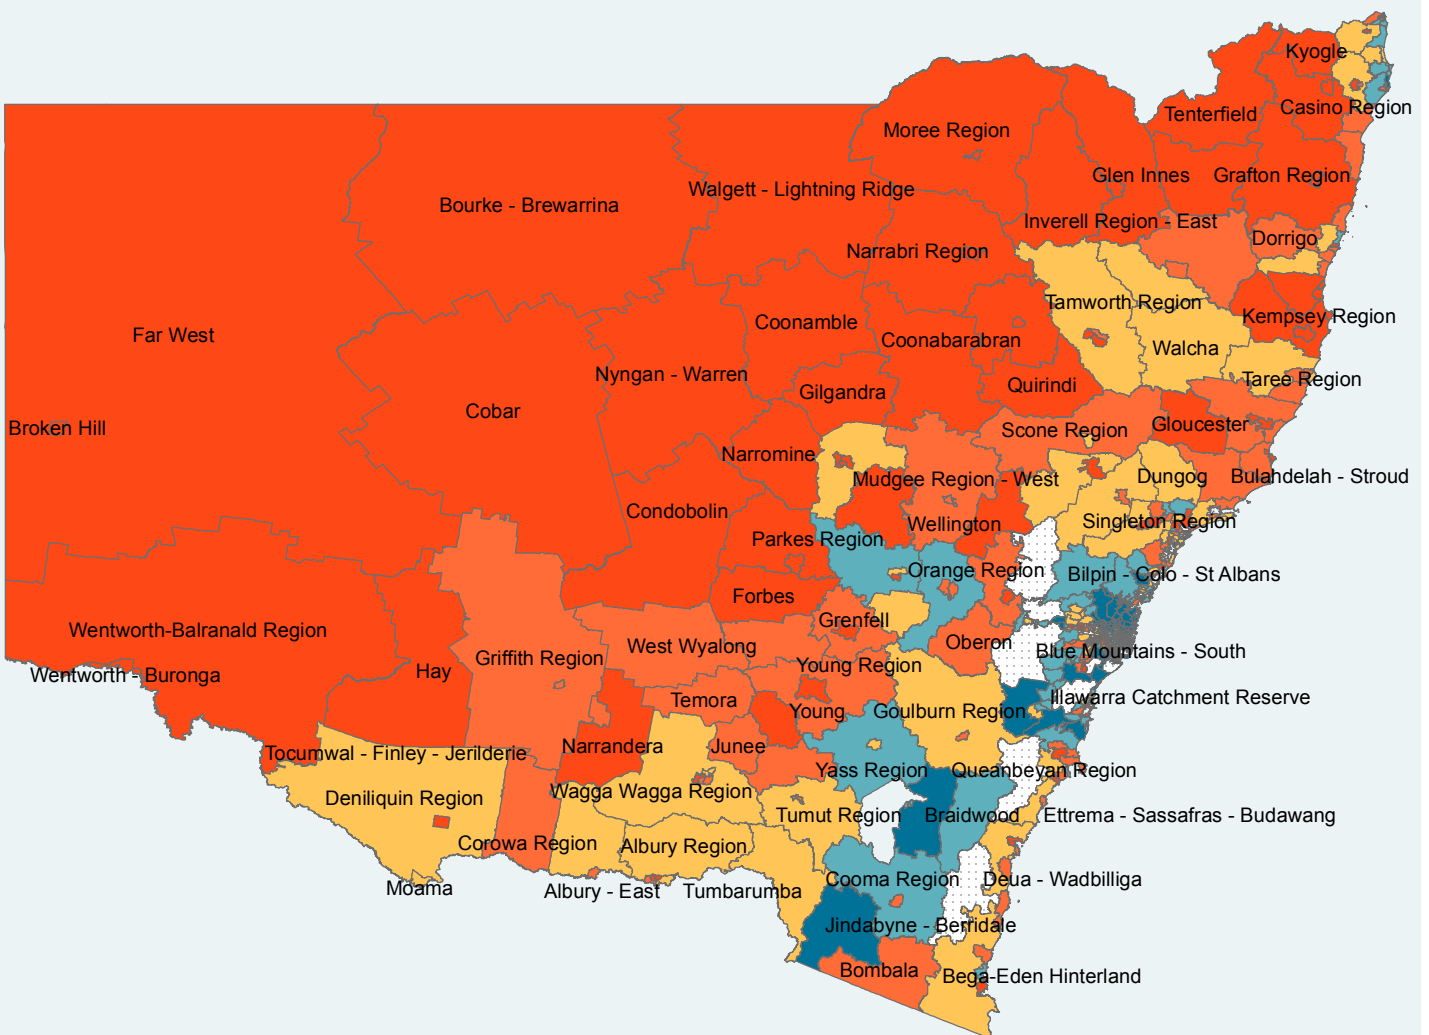 Kyogle
Casino Region
Tenterfield
Moree Region
Glen Innes
Grafton Region
Walgett - Lightning Ridge
Bourke - Brewarrina
Inverell Region - East
Dorrigo
Narrabri Region
Tamworth Region
Kempsey Region
Coonamble
Far West
Coonabarabran
Walcha
Nyngan - Warren
Taree Region
Quirindi
Gilgandra
Cobar
Gloucester
Broken Hill
Scone Region
Narromine
Mudgee Region - West
Dungog
Bulahdelah - Stroud
Condobolin
Wellington
Singleton Region
Parkes Region
Orange Region
Bilpin - Colo - St Albans
Forbes
Grenfell
Wentworth-Balranald Region
Oberon
West Wyalong
Blue Mountains - South
Griffith Region
Young Region
Hay
Wentworth - Buronga
Illawarra Catchment Reserve
Temora
Young
Goulburn Region
Narrandera
Junee
Tocumwal - Finley - Jerilderie
Yass Region
Queanbeyan Region
Wagga Wagga Region
Deniliquin Region
Tumut Region
Braidwood
Ettrema - Sassafras - Budawang
Corowa Region
Albury Region
Cooma Region
Deua - Wadbilliga
Moama
Albury - East
Tumbarumba
Jindabyne - Berridale
Bombala
Bega-Eden Hinterland